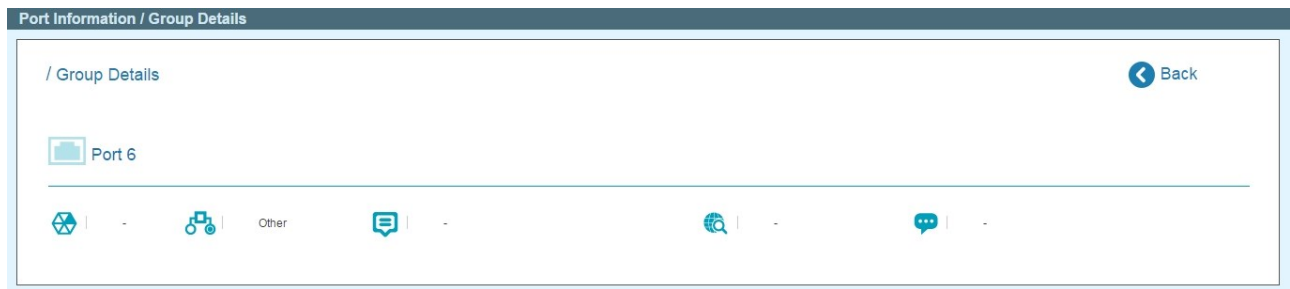 Port Information / Group Details
/ Group Details
Back
Port 6
- Other - - -